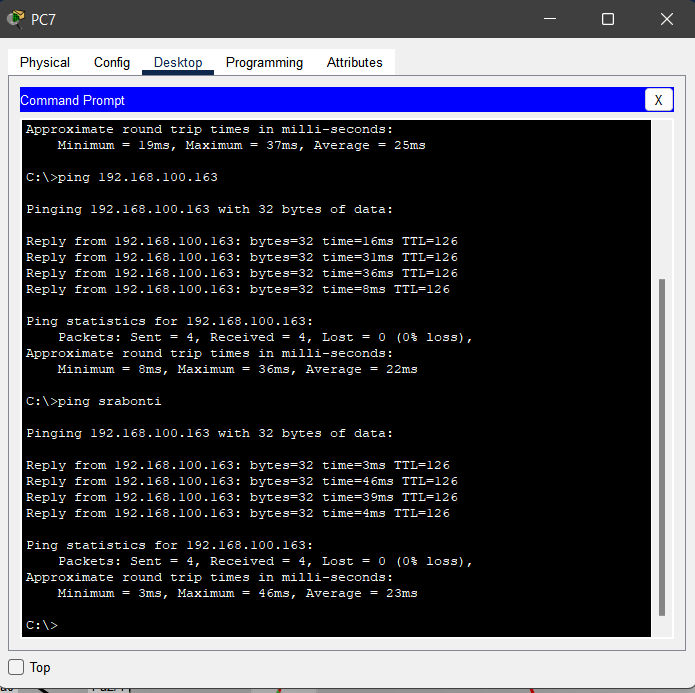 PC7
Physical Config Desktop Programming Attributes
Command Prompt X
Approximate round trip times in milli-seconds:
Minimum = 19ms, Maximum = 37ms, Average = 25ms
C:\>ping 192.168.100.163
Pinging 192.168.100.163 with 32 bytes of data:
Reply from 192.168.100.163: bytes=32 time=16ms TTL=126
Reply from 192.168.100.163: bytes=32 time=31ms TTL=126
Reply from 192.168.100.163: bytes=32 time=36ms TTL=126
Reply from 192.168.100.163: bytes=32 time=8ms TTL=126
Ping statistics for 192.168.100.163:
Packets: Sent = 4, Received = 4, Lost = 0 (0% loss),
Approximate round trip times in milli-seconds:
Minimum = 8ms, Maximum = 36ms, Average = 22ms
C:\>ping srabonti
Pinging 192.168.100.163 with 32 bytes of data:
Reply from 192.168.100.163: bytes=32 time=3ms TTL=126
Reply from 192.168.100.163: bytes=32 time=46ms TTL=126
Reply from 192.168.100.163: bytes=32 time=39ms TTL=126
Reply from 192.168.100.163: bytes=32 time=4ms TTL=126
Ping statistics for 192.168.100.163:
Packets: Sent = 4, Received = 4, Lost = 0 (0% loss),
Approximate round trip times in milli-seconds:
Minimum = 3ms, Maximum = 46ms, Average = 23ms
C:\>
Top